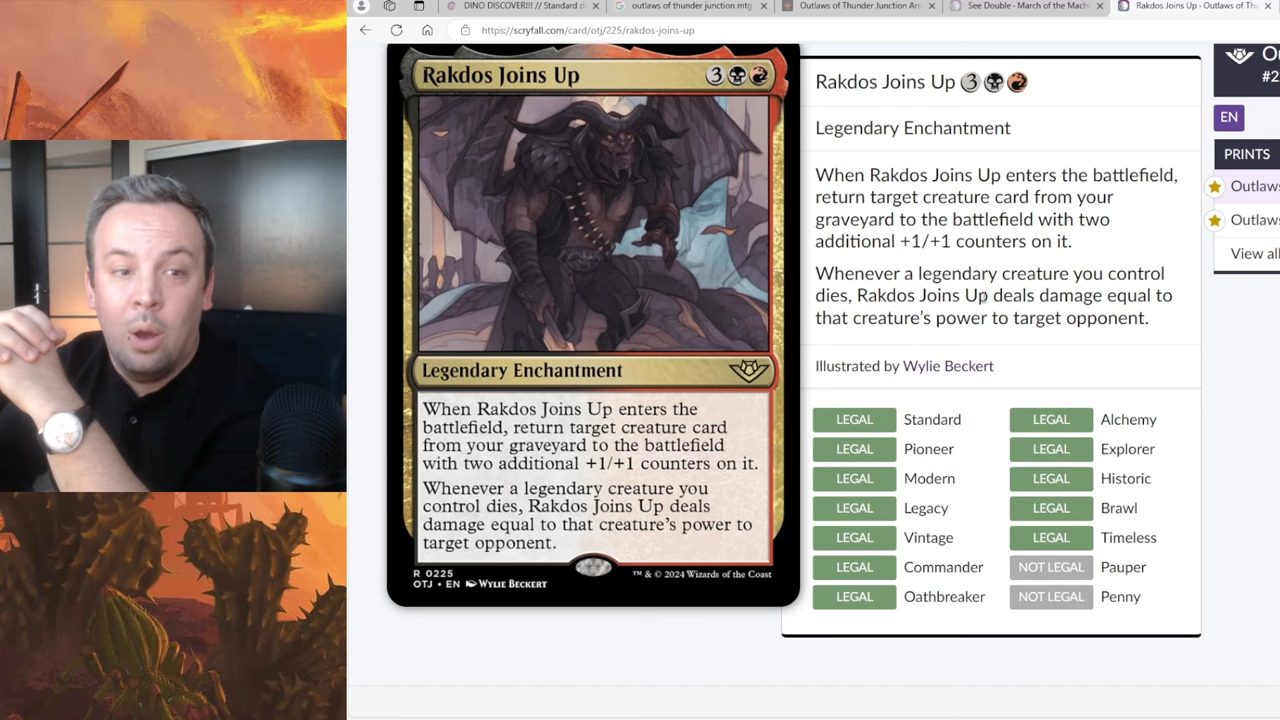 DINO DISCOVER!!! // Standard d
outlaws of thunder junction mtg
Outlaws of Thunder Junction Art
See Double - March of the Mach
Rakdos Joins Up - Outlaws of Thu
https://scryfall.com/card/otj/225/rakdos-joins-up
Rakdos Joins Up 3
Legendary Enchantment
When Rakdos Joins Up enters the
battlefield, return target creature card
from your graveyard to the battlefield
with two additional +1/+1 counters on it.
Whenever a legendary creature you
control dies, Rakdos Joins Up deals
damage equal to that creature's power to
target opponent.
R 0225
OTJ • EN Wylie Beckert
™ & © 2024 Wizards of the Coast
Rakdos Joins Up 3
Legendary Enchantment
When Rakdos Joins Up enters the battlefield,
return target creature card from your
graveyard to the battlefield with two
additional +1/+1 counters on it.
Whenever a legendary creature you control
dies, Rakdos Joins Up deals damage equal to
that creature's power to target opponent.
Illustrated by Wylie Beckert
LEGAL Standard LEGAL Alchemy
LEGAL Pioneer LEGAL Explorer
LEGAL Modern LEGAL Historic
LEGAL Legacy LEGAL Brawl
LEGAL Vintage LEGAL Timeless
LEGAL Commander NOT LEGAL Pauper
LEGAL Oathbreaker NOT LEGAL Penny
Ou
#2
EN
PRINTS
Outlaws
Outlaws
View all